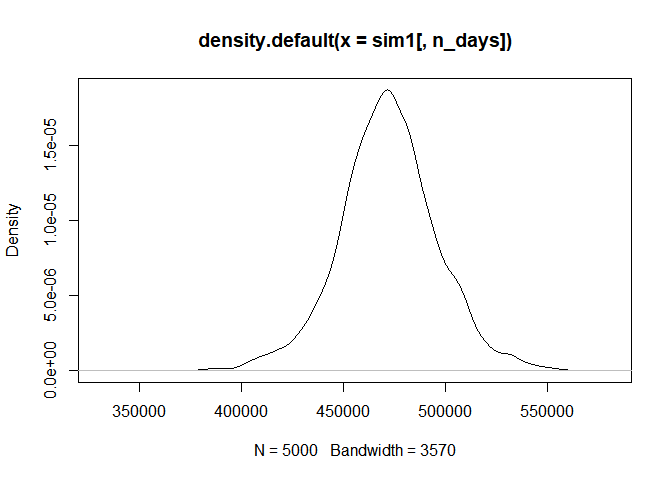 density.default(x = sim1[, n_days])
Density
0.0e+00
5.0e-06
1.0e-05
1.5e-05
350000
400000
450000
500000
550000
N = 5000 Bandwidth = 3570